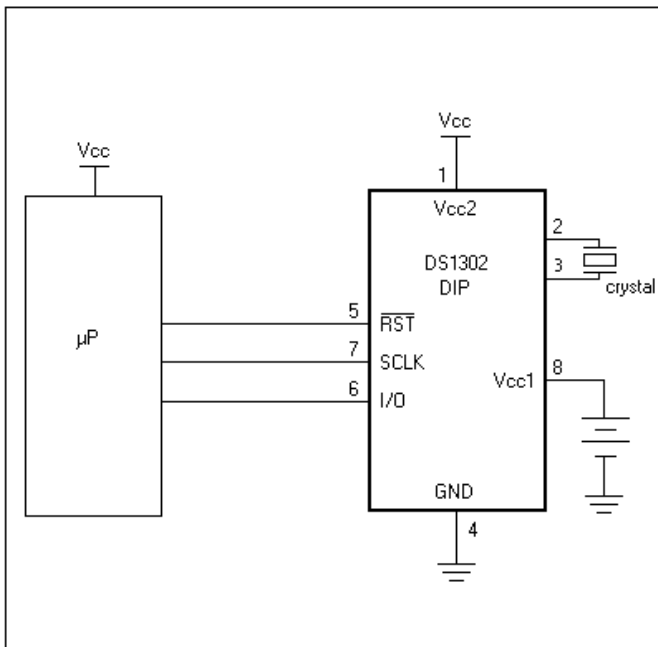 Vcc
Vcc
1
Vcc2
2
DS1302
DIP
3
crystal
µP
5
RST
7
SCLK
6
I/O
Vcc1
8
GND
4